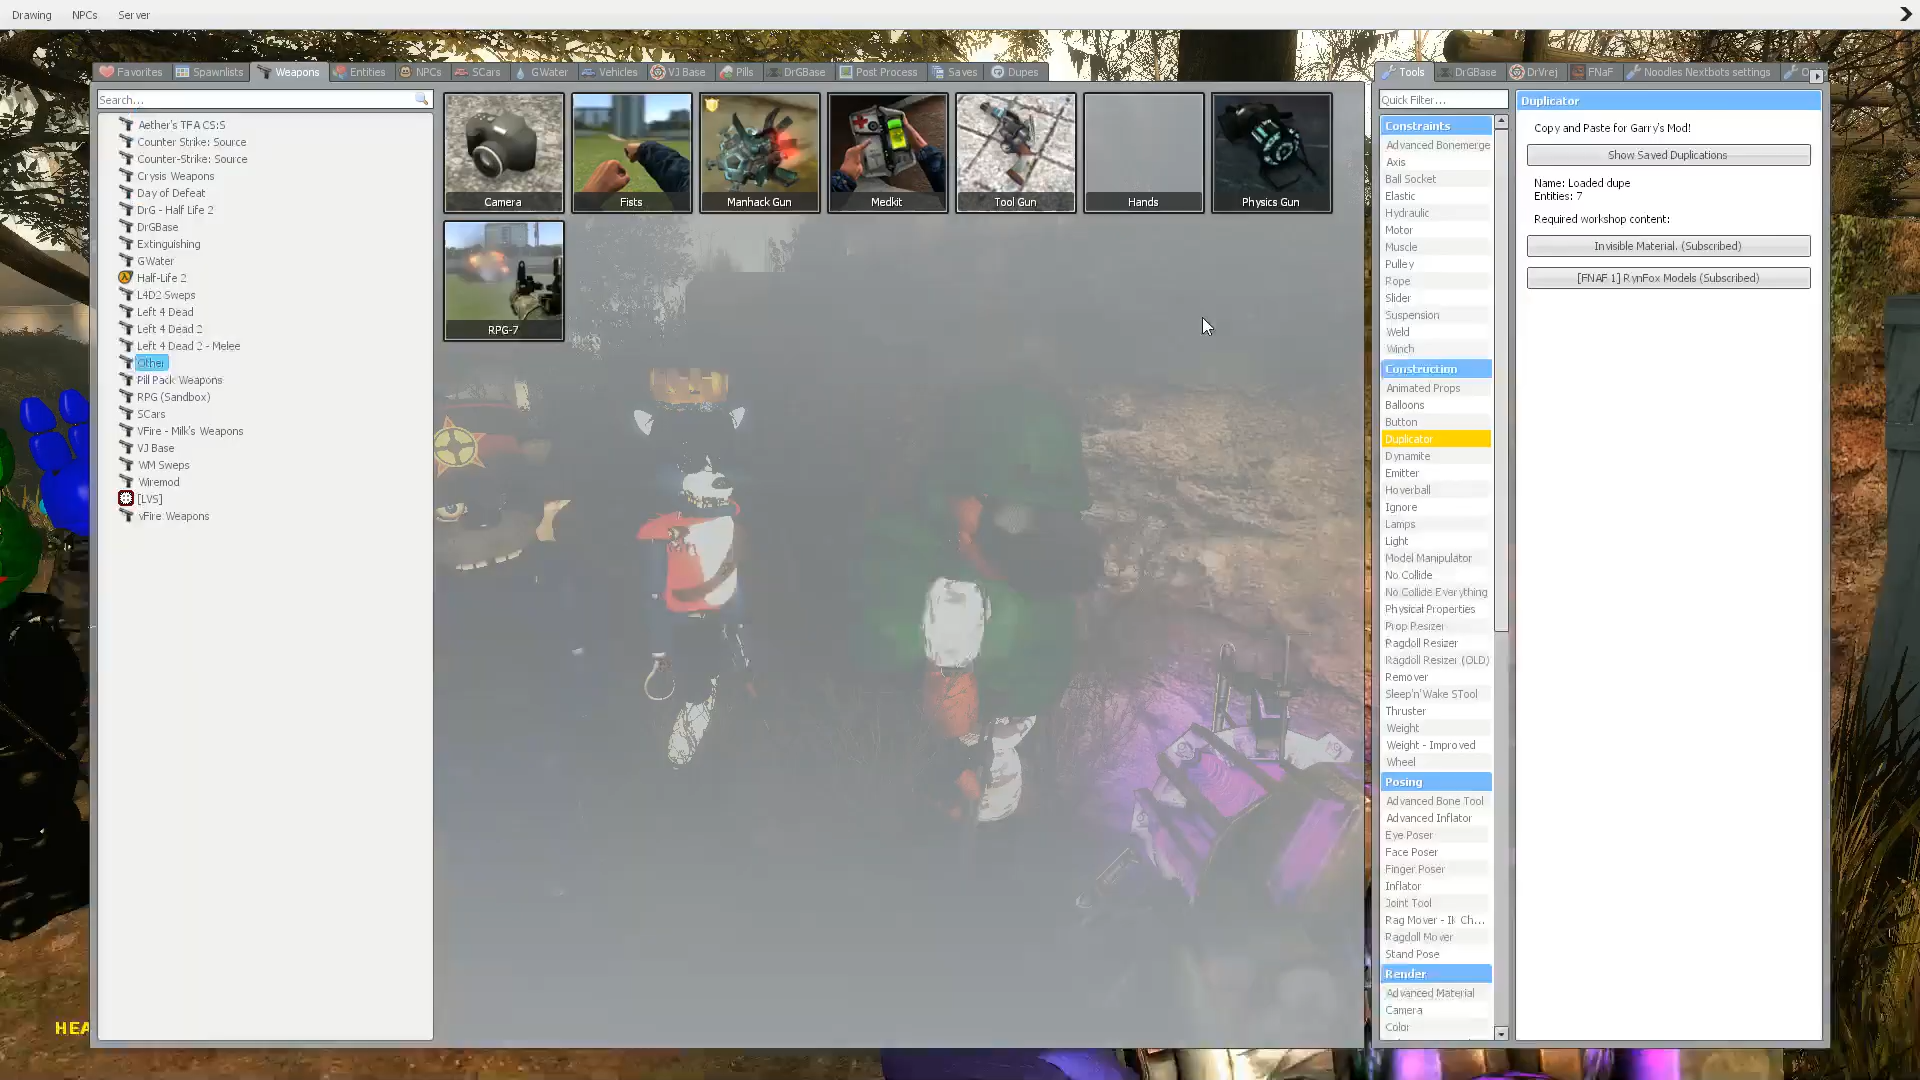 Drawing NPCs Server
Favorites Spawnlists Weapons Entities NPCs SCars GWater Vehicles VJ Base Pills DrGBase Post Process Saves Dupes
Search...
Aether's TFA CS:S
Counter Strike: Source
Counter-Strike: Source
Crysis Weapons
Day of Defeat
DrG - Half Life 2
DrGBase
Extinguishing
GWater
Half-Life 2
L4D2 Sweps
Left 4 Dead
Left 4 Dead 2
Left 4 Dead 2 - Melee
Other
Pill Pack Weapons
RPG (Sandbox)
SCars
VFire - Milk's Weapons
VJ Base
WM Sweps
Wiremod
[LVS]
vFire Weapons
Camera
Fists
Manhack Gun
Medkit
Tool Gun
Hands
Physics Gun
RPG-7
Tools DrGBase DrVrej FNaF Noodles Nextbots settings
Quick Filter...
Constraints
Advanced Bonemerge
Axis
Ball Socket
Elastic
Hydraulic
Motor
Muscle
Pulley
Rope
Slider
Suspension
Weld
Winch
Construction
Animated Props
Balloons
Button
Duplicator
Dynamite
Emitter
Hoverball
Ignore
Lamps
Light
Model Manipulator
No Collide
No Collide Everything
Physical Properties
Prop Resizer
Ragdoll Resizer
Ragdoll Resizer (OLD)
Remover
Sleep'n'Wake STool
Thruster
Weight
Weight - Improved
Wheel
Posing
Advanced Bone Tool
Advanced Inflator
Eye Poser
Face Poser
Finger Poser
Inflator
Joint Tool
Rag Mover - Ik Ch...
Ragdoll Mover
Stand Pose
Render
Advanced Material
Camera
Color
Duplicator
Copy and Paste for Garry's Mod!
Show Saved Duplications
Name: Loaded dupe
Entities: 7
Required workshop content:
Invisible Material. (Subscribed)
[FNAF 1] RynFox Models (Subscribed)
HEA